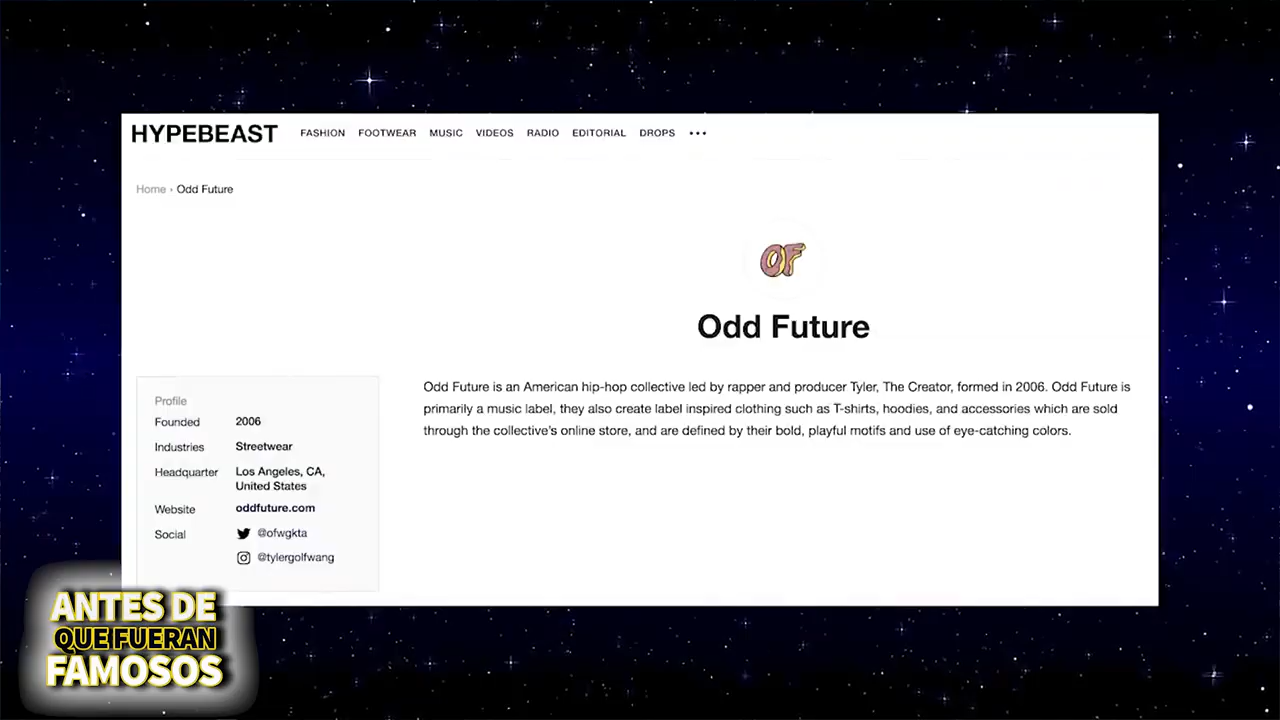 HYPEBEAST FASHION FOOTWEAR MUSIC VIDEOS RADIO EDITORIAL DROPS •••
Home › Odd Future
OF
Odd Future
Odd Future is an American hip-hop collective led by rapper and producer Tyler, The Creator, formed in 2006. Odd Future is
primarily a music label, they also create label inspired clothing such as T-shirts, hoodies, and accessories which are sold
through the collective's online store, and are defined by their bold, playful motifs and use of eye-catching colors.
Profile
Founded 2006
Industries Streetwear
Headquarter Los Angeles, CA,
United States
Website oddfuture.com
Social @ofwgkta
@tylergolfwang
ANTES DE
QUE FUERAN
FAMOSOS